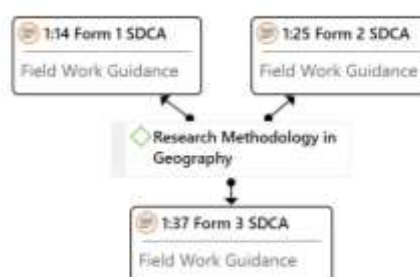 1:14 Form 1 SDCA
Field Work Guidance
1:25 Form 2 SDCA
Field Work Guidance
Research Methodology in
Geography
1:37 Form 3 SDCA
Field Work Guidance